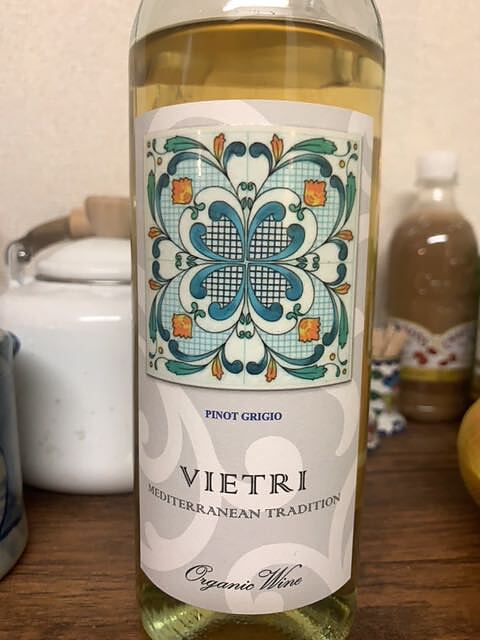 PINOT GRIGIO
VIETRI
MEDITERRANEAN TRADITION
Organic Wine